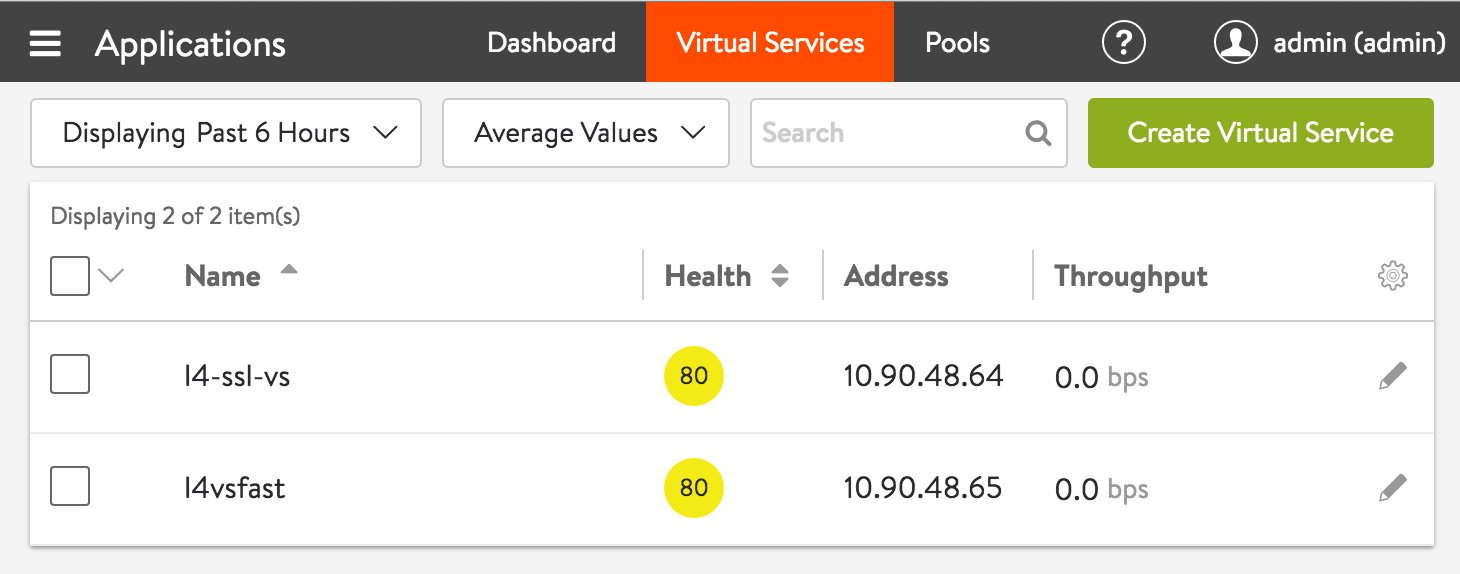 Applications Dashboard Virtual Services Pools ? admin (admin)
Displaying Past 6 Hours Average Values Search Create Virtual Service
Displaying 2 of 2 item(s)
Name Health Address Throughput
l4-ssl-vs 80 10.90.48.64 0.0 bps
l4vsfast 80 10.90.48.65 0.0 bps